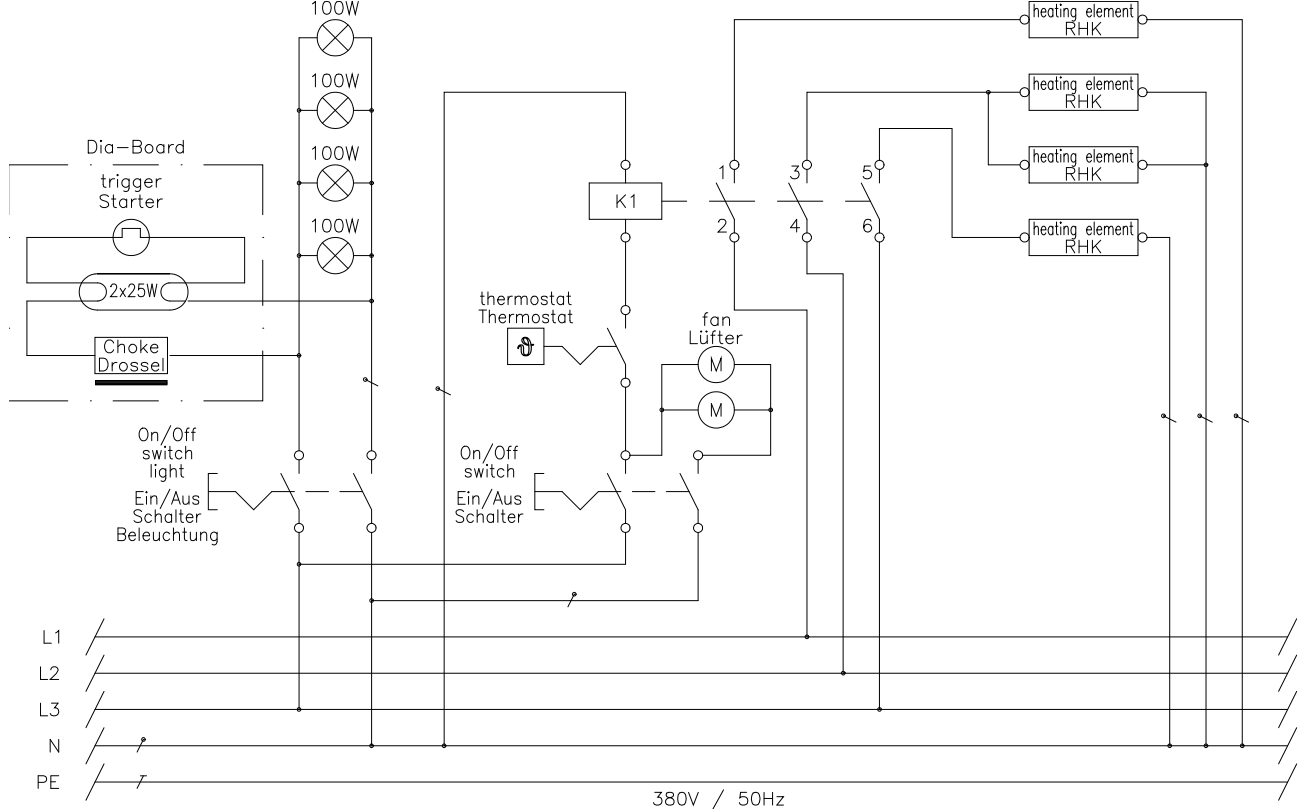 100W
heating element
RHK
100W
heating element
RHK
Dia-Board
100W
trigger
Starter
heating element
RHK
1
3
5
K1
100W
2
4
6
heating element
RHK
2x25W
thermostat
Thermostat
ϑ
fan
Lüfter
M
M
Choke
Drossel
On/Off
switch
light
Ein/Aus
Schalter
Beleuchtung
On/Off
switch
Ein/Aus
Schalter
L1
L2
L3
N
PE
380V / 50Hz